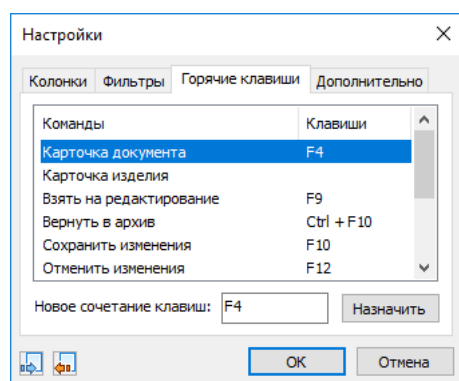 Настройки
Колонки Фильтры Горячие клавиши Дополнительно
Команды Клавиши
Карточка документа F4
Карточка изделия
Взять на редактирование F9
Вернуть в архив Ctrl + F10
Сохранить изменения F10
Отменить изменения F12
Новое сочетание клавиш: F4 Назначить
OK Отмена